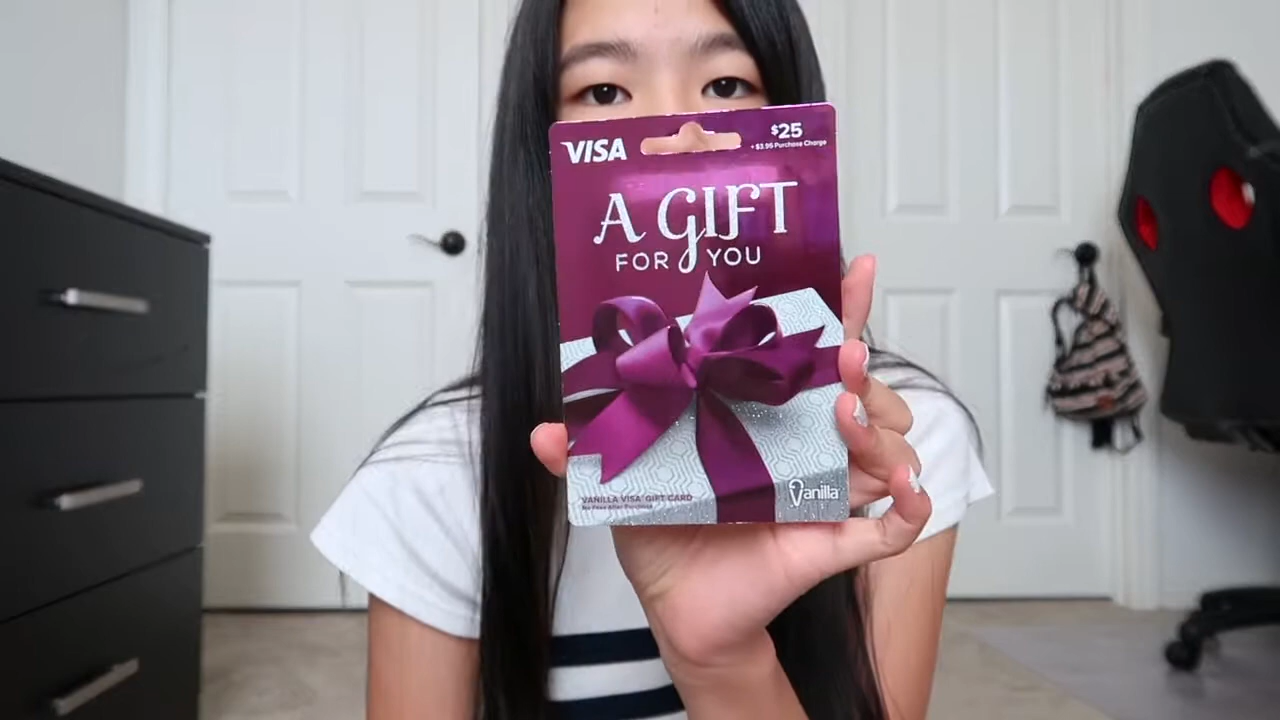 VISA
$25
+ $3.95 Purchase Charge
A GIFT
FOR YOU
VANILLA VISA® GIFT CARD
No Fees After Purchase
Vanilla